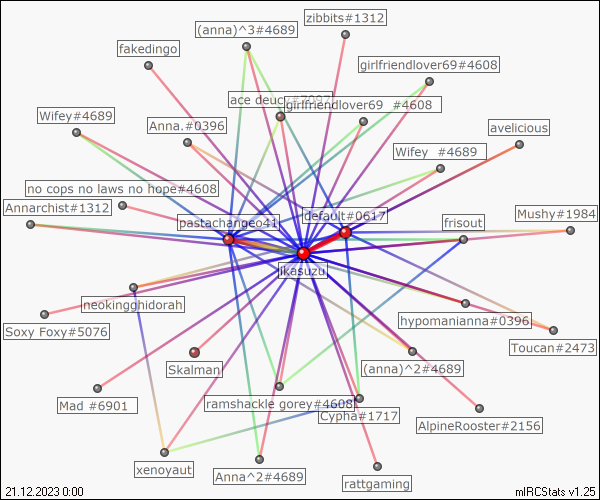 zibbits#1312
(anna)^3#4689
fakedingo
girlfriendlover69#4608
ace deucy#7097
girlfriendlover69 #4608
Wifey#4689
Anna.#0396
avelicious
Wifey #4689
no cops no laws no hope#4608
Annarchist#1312
pastachangeo41
default#0617
frisout
Mushy#1984
ikasuzu
neokingghidorah
hypomanianna#0396
Soxy Foxy#5076
Toucan#2473
Skalman
(anna)^2#4689
Mad #6901
ramshackle gorey#4608
Cypha#1717
AlpineRooster#2156
xenoyaut
Anna^2#4689
rattgaming
21.12.2023 0:00
mIRCStats v1.25